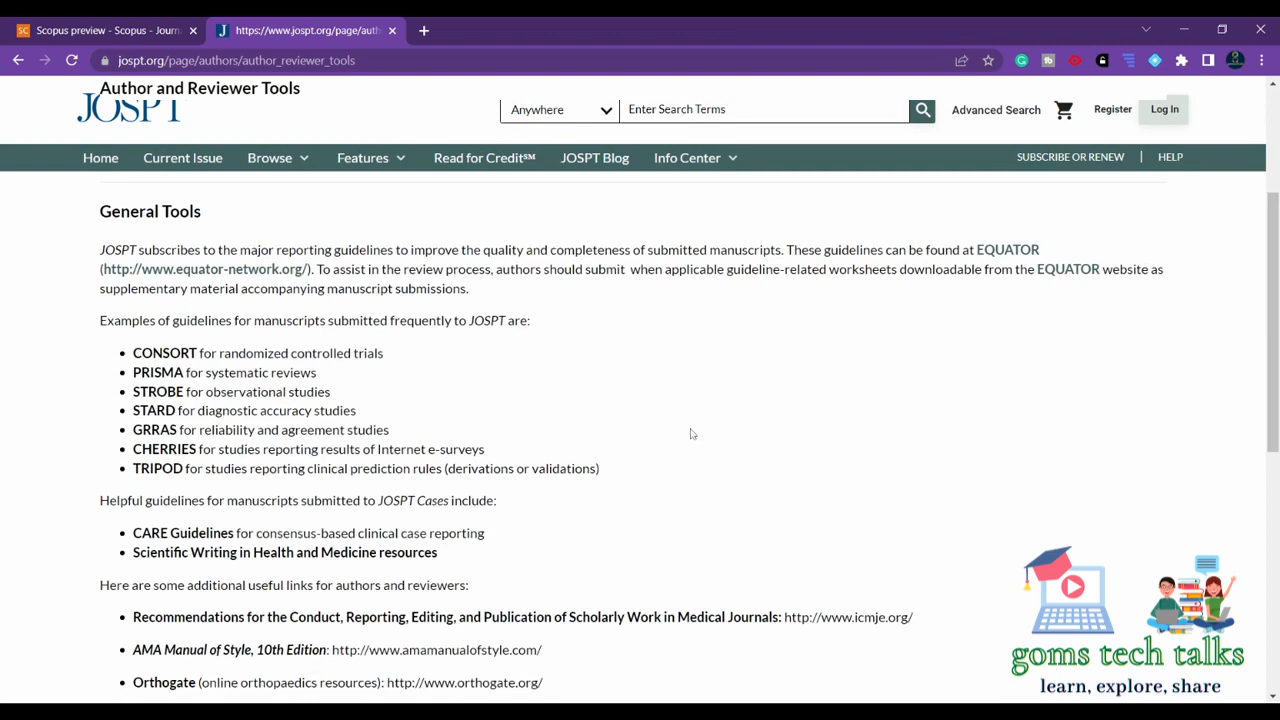 Scopus preview - Scopus - Journ
https://www.jospt.org/page/auth
jospt.org/page/authors/author_reviewer_tools
Author and Reviewer Tools
JOSPT
Anywhere
Enter Search Terms
Advanced Search
Register
Log In
Home
Current Issue
Browse
Features
Read for Credit℠
JOSPT Blog
Info Center
SUBSCRIBE OR RENEW
HELP
General Tools
JOSPT subscribes to the major reporting guidelines to improve the quality and completeness of submitted manuscripts. These guidelines can be found at EQUATOR
(http://www.equator-network.org/). To assist in the review process, authors should submit when applicable guideline-related worksheets downloadable from the EQUATOR website as
supplementary material accompanying manuscript submissions.
Examples of guidelines for manuscripts submitted frequently to JOSPT are:
• CONSORT for randomized controlled trials
• PRISMA for systematic reviews
• STROBE for observational studies
• STARD for diagnostic accuracy studies
• GRRAS for reliability and agreement studies
• CHERRIES for studies reporting results of Internet e-surveys
• TRIPOD for studies reporting clinical prediction rules (derivations or validations)
Helpful guidelines for manuscripts submitted to JOSPT Cases include:
• CARE Guidelines for consensus-based clinical case reporting
• Scientific Writing in Health and Medicine resources
Here are some additional useful links for authors and reviewers:
• Recommendations for the Conduct, Reporting, Editing, and Publication of Scholarly Work in Medical Journals: http://www.icmje.org/
• AMA Manual of Style, 10th Edition: http://www.amamanualofstyle.com/
• Orthogate (online orthopaedics resources): http://www.orthogate.org/
goms tech talks
learn, explore, share